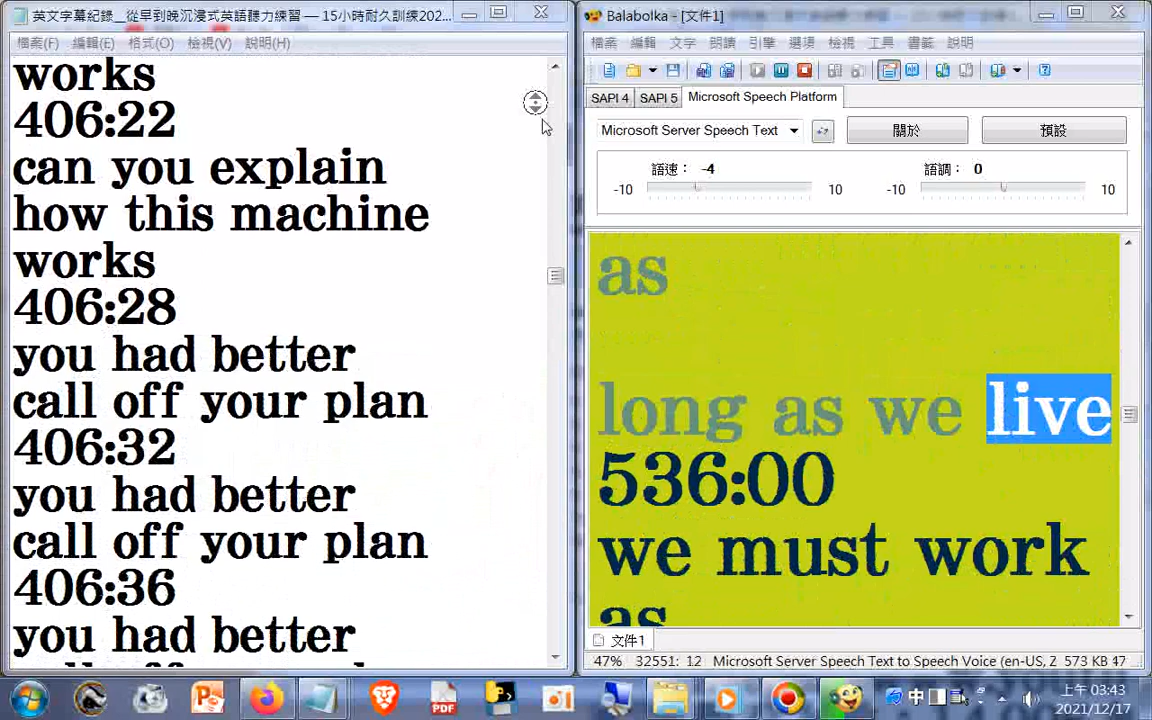 英文字幕紀錄__從早到晚沉浸式英語聽力練習 — 15小時耐久訓練202...
檔案(F) 編輯(E) 格式(O) 檢視(V) 說明(H)
works
406:22
can you explain
how this machine
works
406:28
you had better
call off your plan
406:32
you had better
call off your plan
406:36
you had better
Balabolka - [文件1]
檔案 編輯 文字 朗讀 引擎 選項 檢視 工具 書籤 說明
SAPI 4 SAPI 5 Microsoft Speech Platform
Microsoft Server Speech Text 關於 預設
語速： -4 語調： 0
-10 10 -10 10
as
long as we live
536:00
we must work
as
文件1
47% 32551: 12 Microsoft Server Speech Text to Speech Voice (en-US, 2 573 KB 47
PDF
中
上午 03:43
2021/12/17